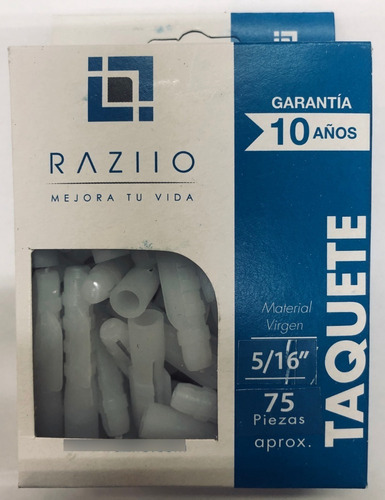 RAZIIO
MEJORA TU VIDA
GARANTÍA
10 AÑOS
TAQUETE
Material
Virgen
5/16"
75
Piezas
aprox.